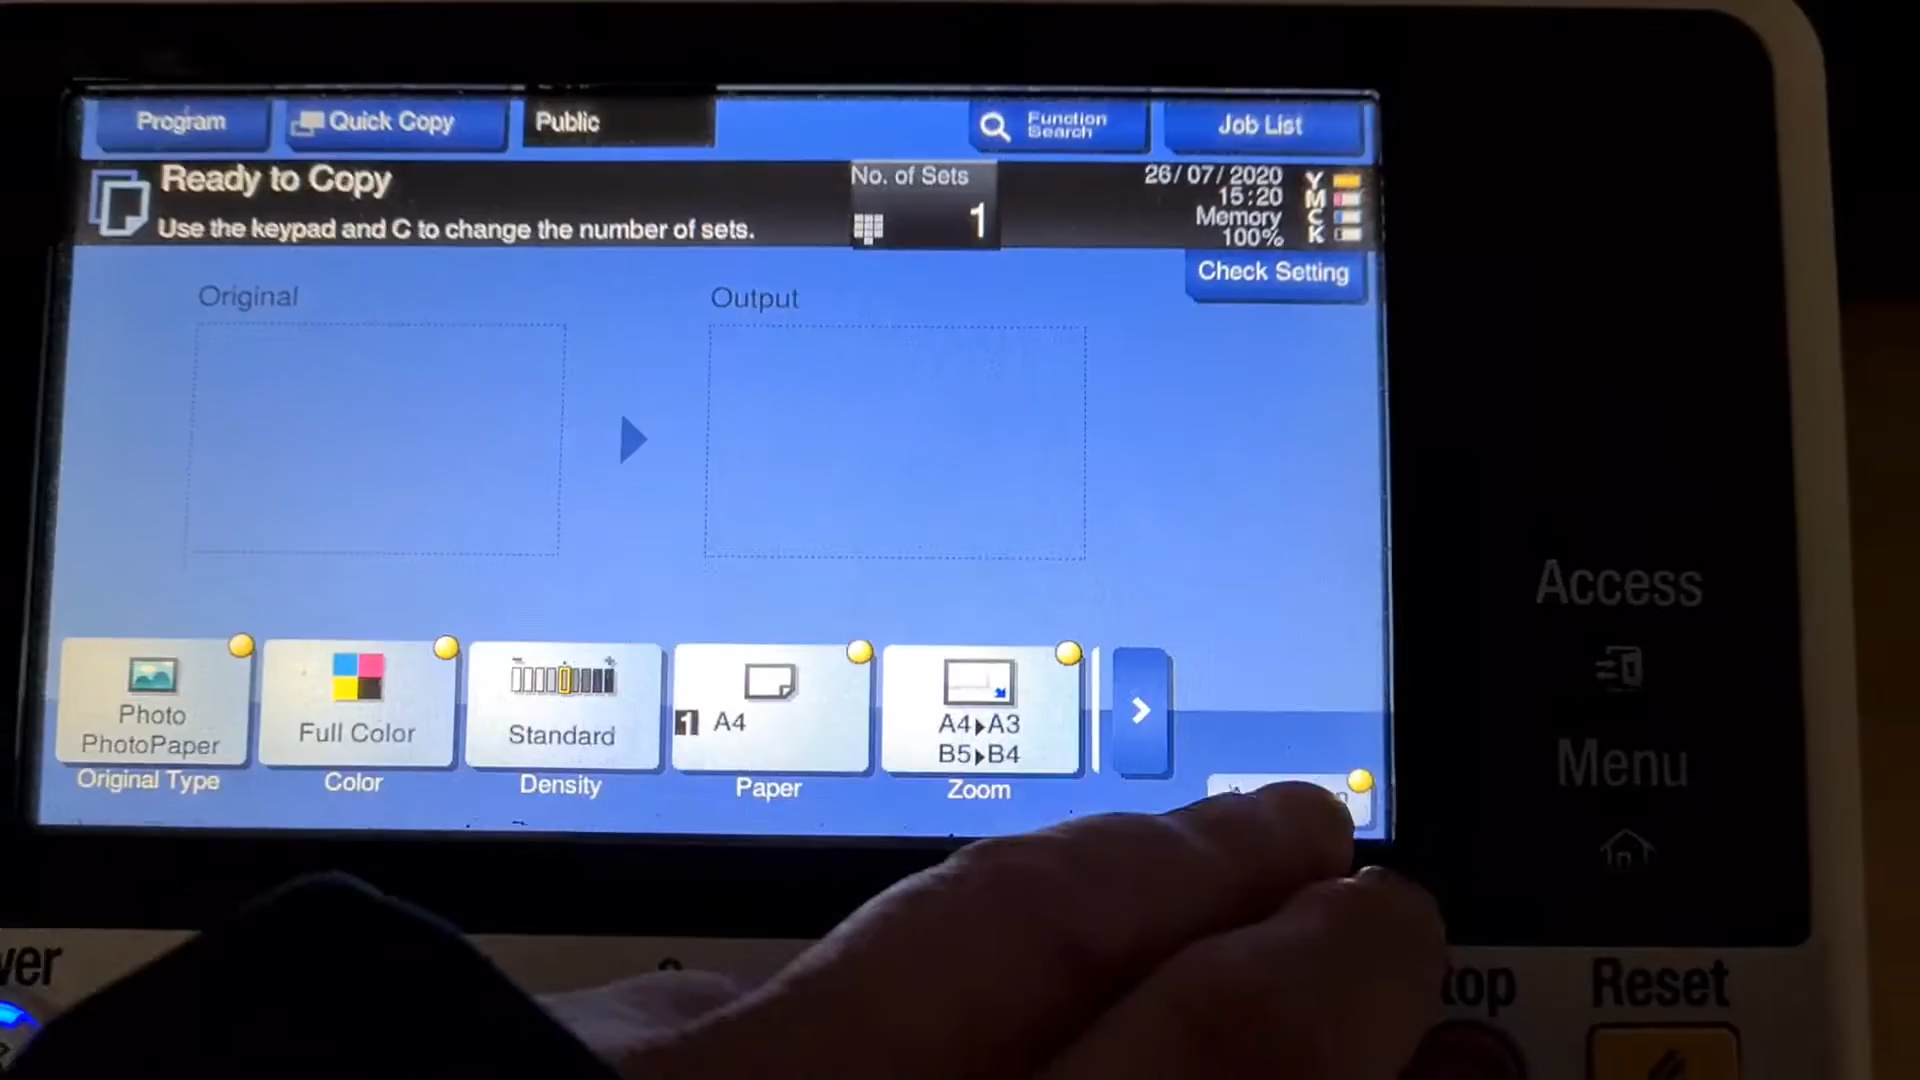 Program
Quick Copy
Public
Function
Search
Job List
Ready to Copy
Use the keypad and C to change the number of sets.
No. of Sets
1
26/07/2020
15:20
Memory
100%
Y
M
C
K
Check Setting
Original
Output
Photo
PhotoPaper
Original Type
Full Color
Color
Standard
Density
1 A4
Paper
A4▶A3
B5▶B4
Zoom
Access
Menu
Reset